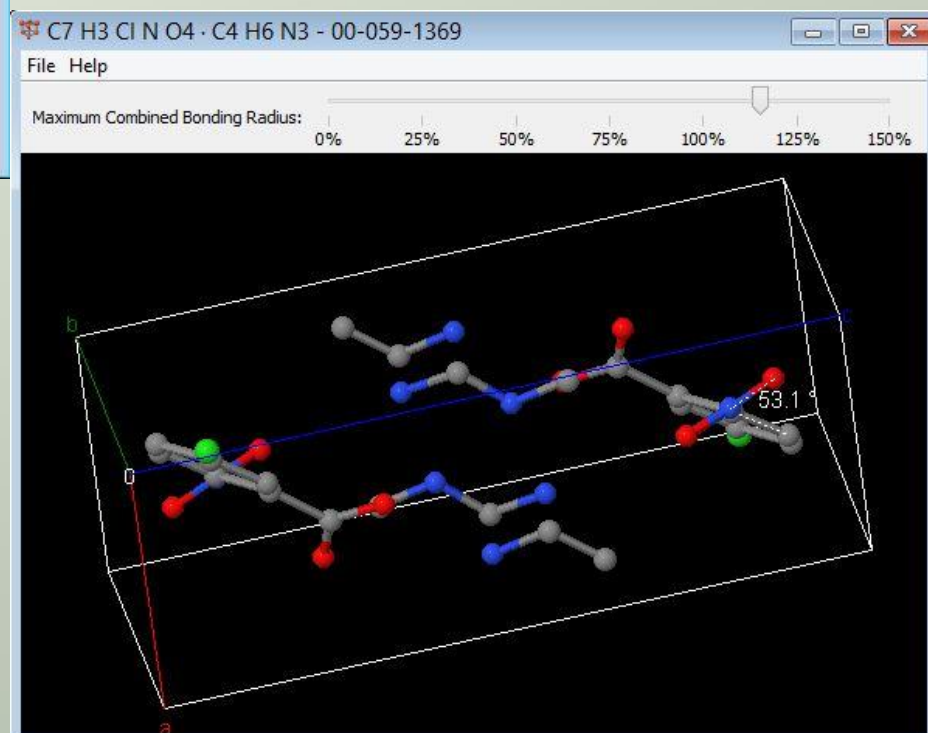 C7 H3 Cl N O4 · C4 H6 N3 - 00-059-1369
File Help
Maximum Combined Bonding Radius:
0% 25% 50% 75% 100% 125% 150%
b
c
53.1 °
0
a